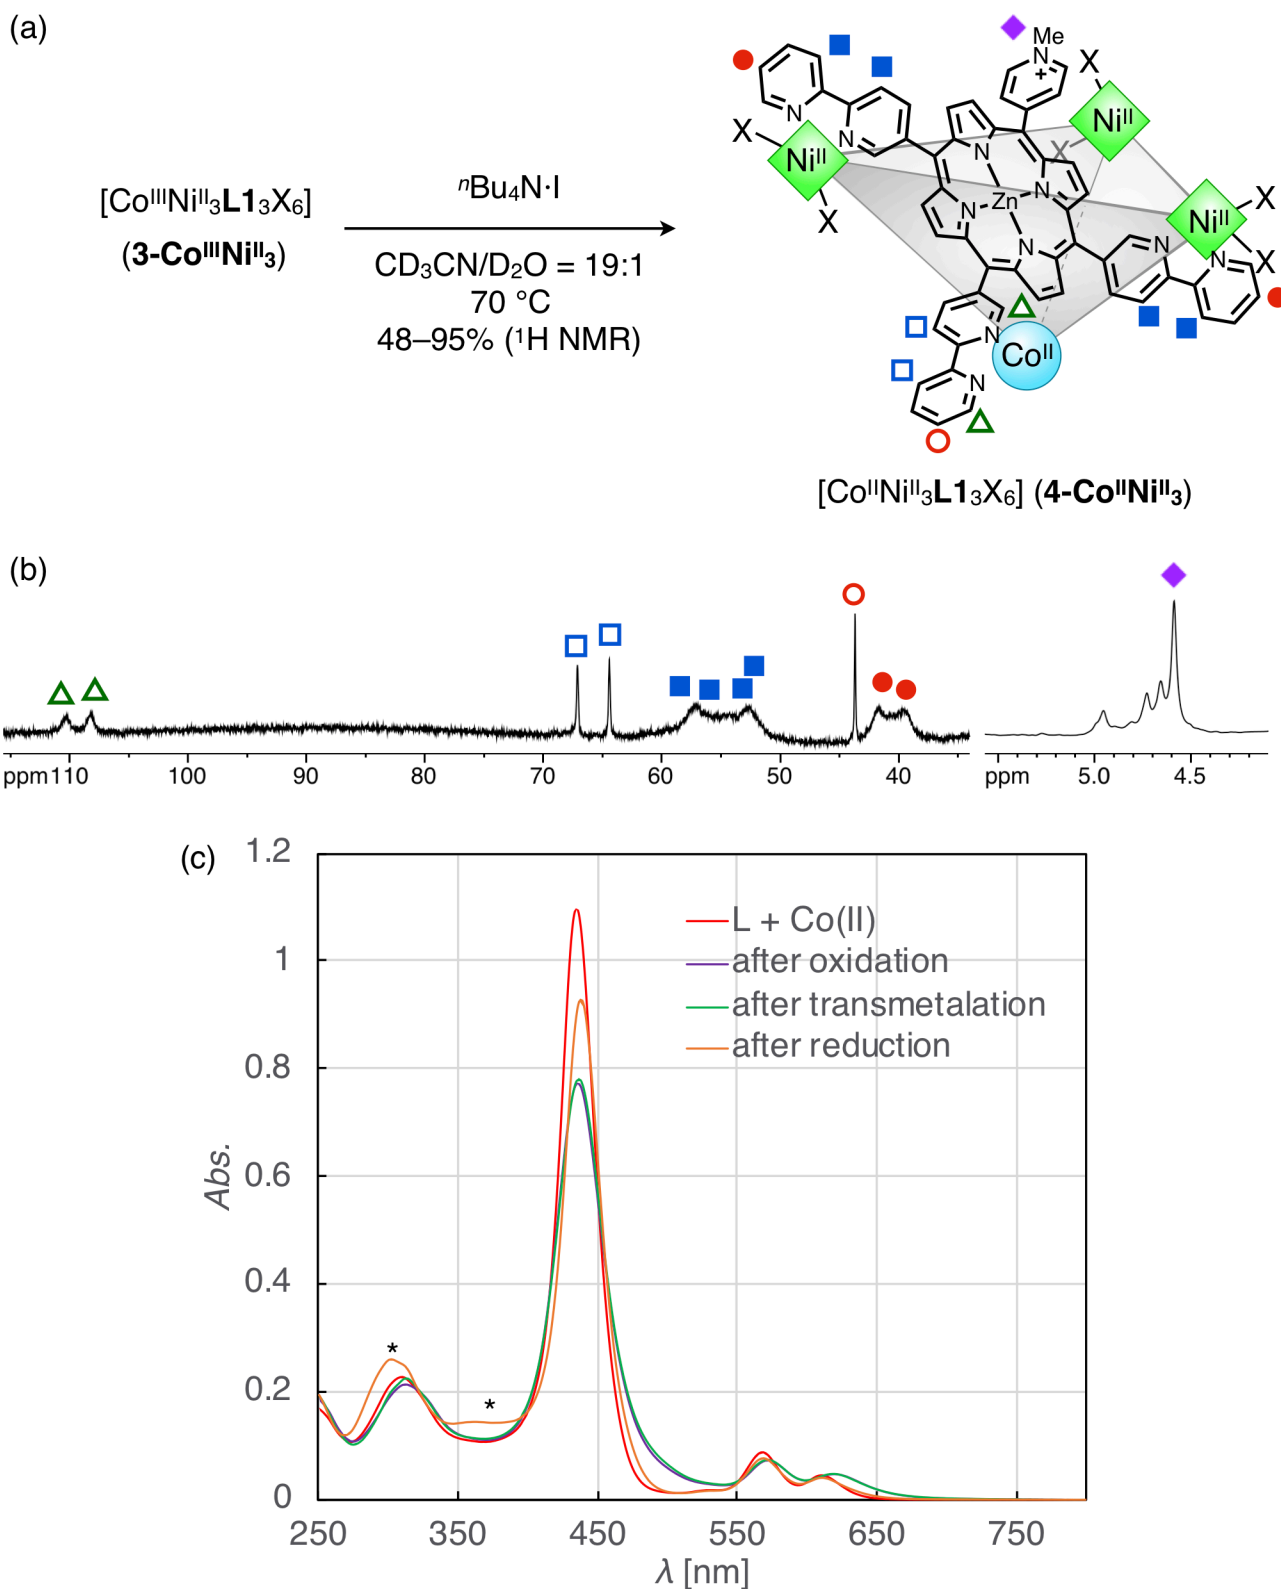 (a)
[CoᴵᴵᴵNiᴵᴵ₃L1₃X₆]
(3-CoᴵᴵᴵNiᴵᴵ₃)
ⁿBu₄N·I
CD₃CN/D₂O = 19:1
70 °C
48–95% (¹H NMR)
Me
N
+
X
Niᴵᴵ
X
N
N
X
Niᴵᴵ
X
N
N
Zn
N
N
Niᴵᴵ
X
X
N
N
N
N
Coᴵᴵ
[CoᴵᴵNiᴵᴵ₃L1₃X₆] (4-CoᴵᴵNiᴵᴵ₃)
(b)
ppm 110 100 90 80 70 60 50 40 ppm 5.0 4.5
(c)
1.2
1
0.8
0.6
0.4
0.2
0
Abs.
L + Co(II)
after oxidation
after transmetalation
after reduction
*
*
250 350 450 550 650 750
λ [nm]